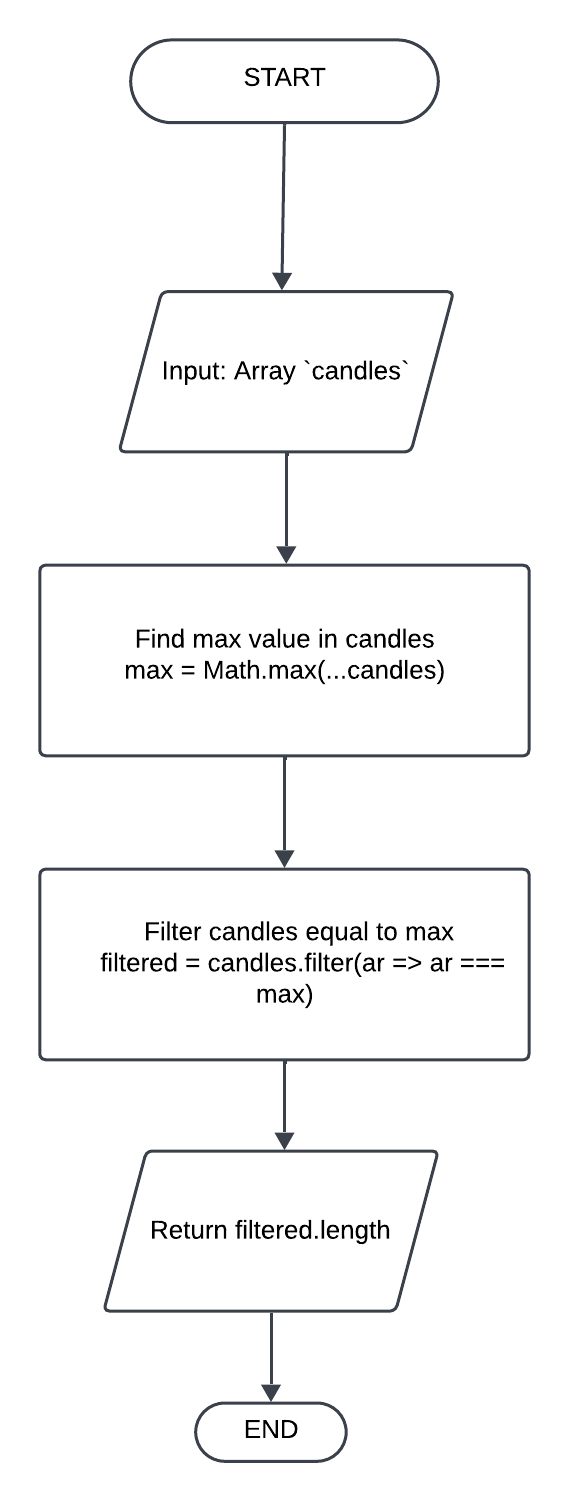 START
Input: Array `candles`
Find max value in candles
max = Math.max(...candles)
Filter candles equal to max
filtered = candles.filter(ar => ar ===
max)
Return filtered.length
END